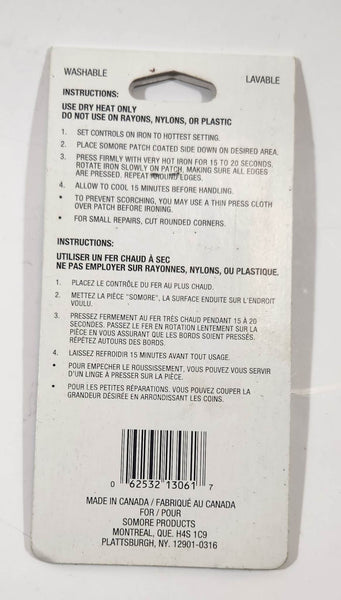 WASHABLE
LAVABLE
INSTRUCTIONS:
USE DRY HEAT ONLY
DO NOT USE ON RAYONS, NYLONS, OR PLASTIC
1. SET CONTROLS ON IRON TO HOTTEST SETTING.
2. PLACE SOMORE PATCH COATED SIDE DOWN ON DESIRED AREA.
3. PRESS FIRMLY WITH VERY HOT IRON FOR 15 TO 20 SECONDS.
ROTATE IRON SLOWLY ON PATCH, MAKING SURE ALL EDGES
ARE PRESSED. REPEAT AROUND EDGES.
4. ALLOW TO COOL 15 MINUTES BEFORE HANDLING.
• TO PREVENT SCORCHING, YOU MAY USE A THIN PRESS CLOTH
OVER PATCH BEFORE IRONING.
• FOR SMALL REPAIRS, CUT ROUNDED CORNERS.
INSTRUCTIONS:
UTILISER UN FER CHAUD À SEC
NE PAS EMPLOYER SUR RAYONNES, NYLONS, OU PLASTIQUE.
1. PLACEZ LE CONTRÔLE DU FER AU PLUS CHAUD.
2. METTEZ LA PIÈCE "SOMORE", LA SURFACE ENDUITE SUR L'ENDROIT
VOULU.
3. PRESSEZ FERMEMENT AU FER TRÈS CHAUD PENDANT 15 À 20
SECONDES. PASSEZ LE FER EN ROTATION LENTEMENT SUR LA
PIÈCE EN VOUS ASSURANT QUE LES BORDS SOIENT PRESSÉS.
RÉPÉTEZ AUTOURS DES BORDS.
4. LAISSEZ REFROIDIR 15 MINUTES AVANT TOUT USAGE.
• POUR EMPECHER LE ROUSSISSEMENT, VOUS POUVEZ VOUS SERVIR
D'UN LINGE À PRESSER SUR LA PIÈCE.
• POUR LES PETITES RÉPARATIONS, VOUS POUVEZ COUPER LA
GRANDEUR DÉSIRÉE EN ARRONDISSANT LES COINS.
0 62532 13061 7
MADE IN CANADA / FABRIQUÉ AU CANADA
FOR / POUR
SOMORE PRODUCTS
MONTREAL, QUE. H4S 1C9
PLATTSBURGH, NY. 12901-0316